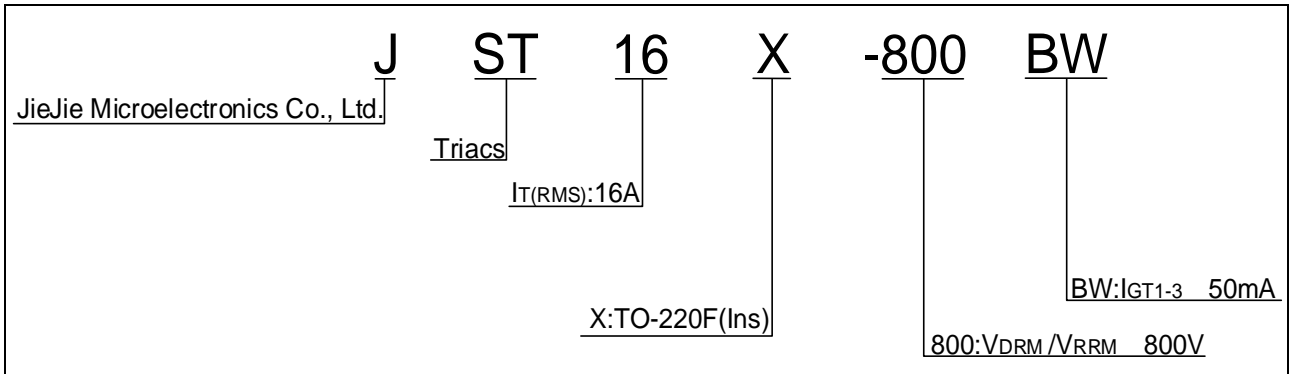 J ST 16 X -800 BW
JieJie Microelectronics Co., Ltd.
Triacs
IT(RMS):16A
BW:IGT1-3 50mA
X:TO-220F(Ins)
800:VDRM/VRRM 800V